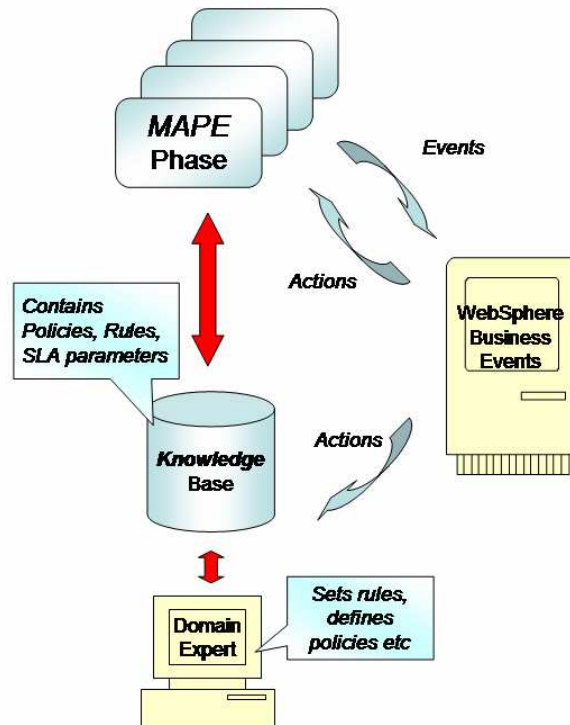 MAPE
Phase
Events
Actions
Contains
Policies, Rules,
SLA parameters
WebSphere
Business
Events
Knowledge
Base
Actions
Domain
Expert
Sets rules,
defines
policies etc